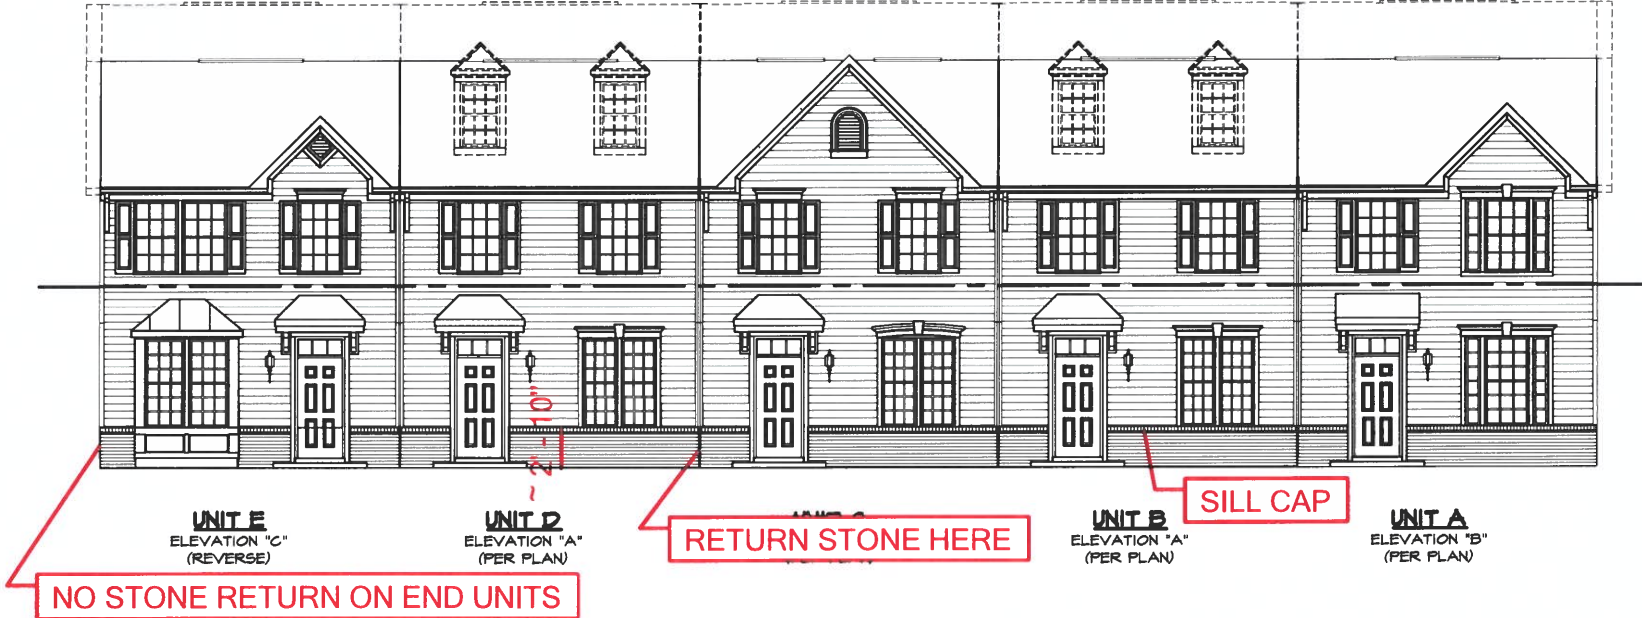 ~ 2' - 10"
UNIT E
ELEVATION "C"
(REVERSE)
UNIT D
ELEVATION "A"
(PER PLAN)
RETURN STONE HERE
UNIT B
ELEVATION "A"
(PER PLAN)
SILL CAP
UNIT A
ELEVATION "B"
(PER PLAN)
NO STONE RETURN ON END UNITS